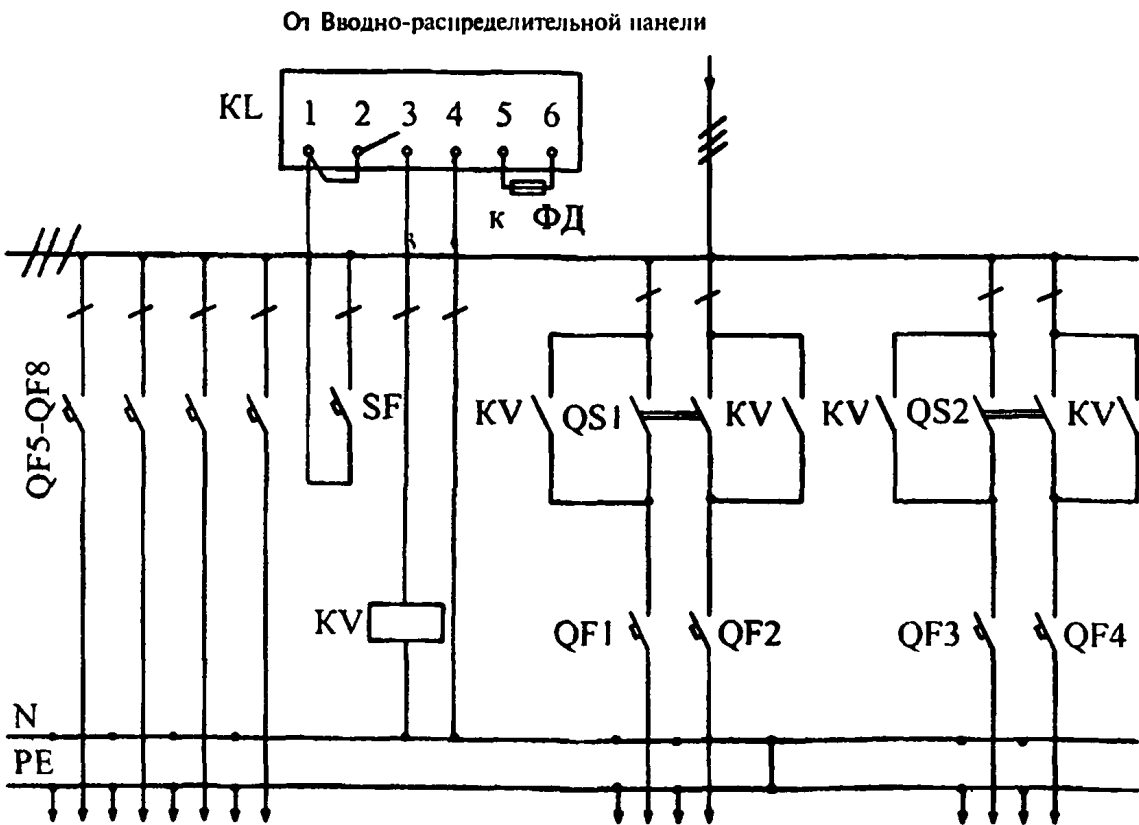 От Вводно-распределительной панели
KL 1 2 3 4 5 6
к ФД
QF5-QF8
SF
KV QS1 KV KV QS2 KV
KV
QF1 QF2 QF3 QF4
N
PE